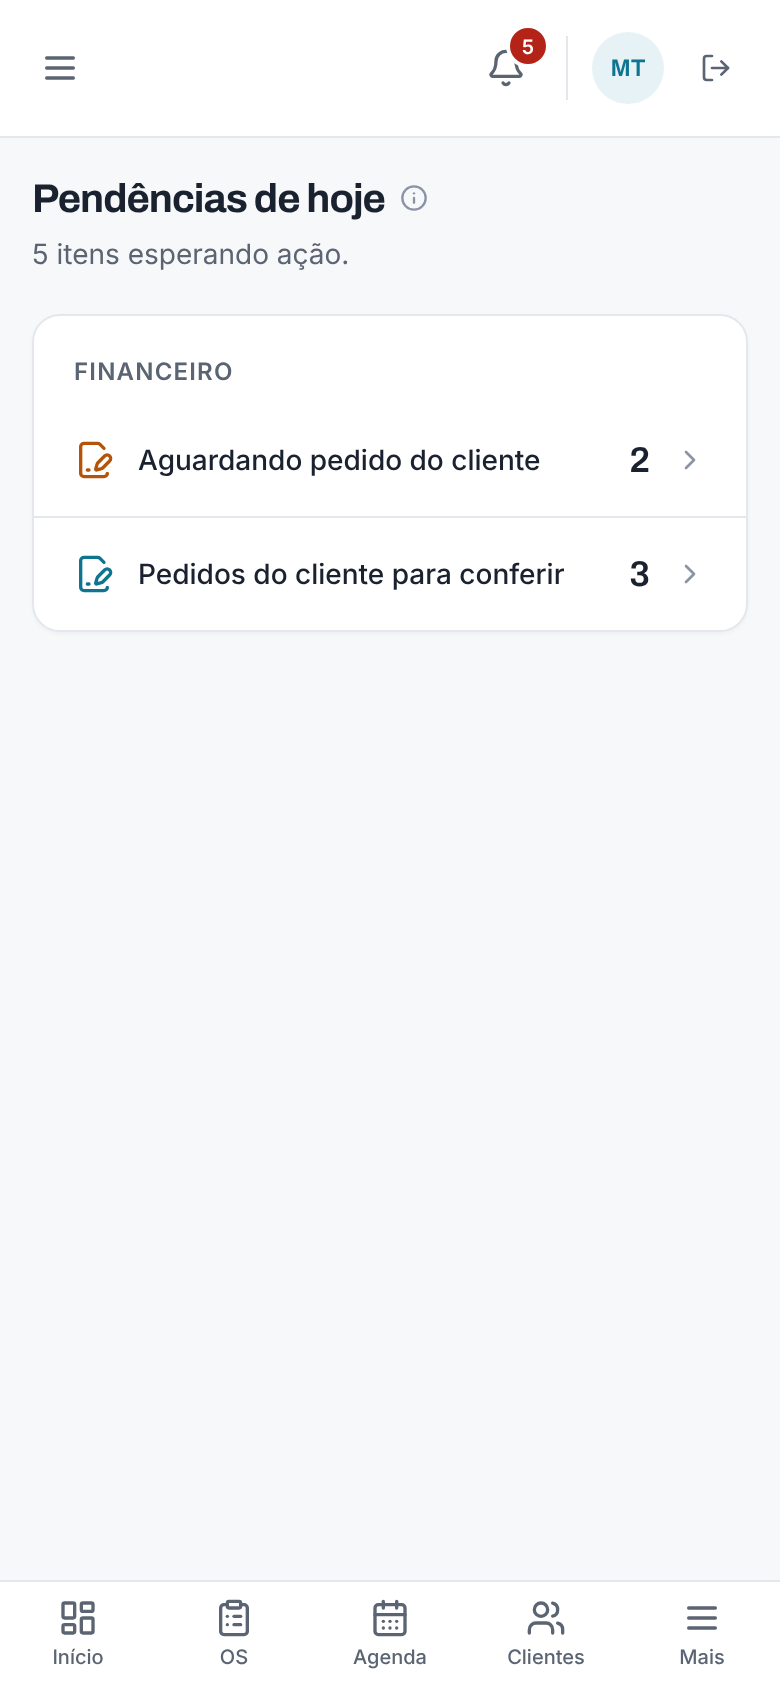 5
MT
Pendências de hoje
5 itens esperando ação.
FINANCEIRO
Aguardando pedido do cliente 2
Pedidos do cliente para conferir 3
Início OS Agenda Clientes Mais